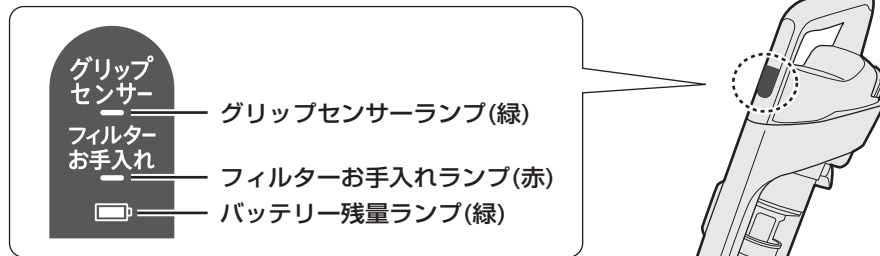 グリップ
センサー
グリップセンサーランプ(緑)
フィルター
お手入れ
フィルターお手入れランプ(赤)
バッテリー残量ランプ(緑)